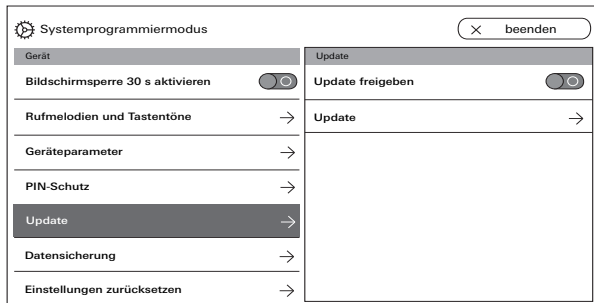 Systemprogrammiermodus
beenden
Gerät
Bildschirmsperre 30 s aktivieren
Rufmelodien und Tastentöne
Geräteparameter
PIN-Schutz
Update
Datensicherung
Einstellungen zurücksetzen
Update
Update freigeben
Update